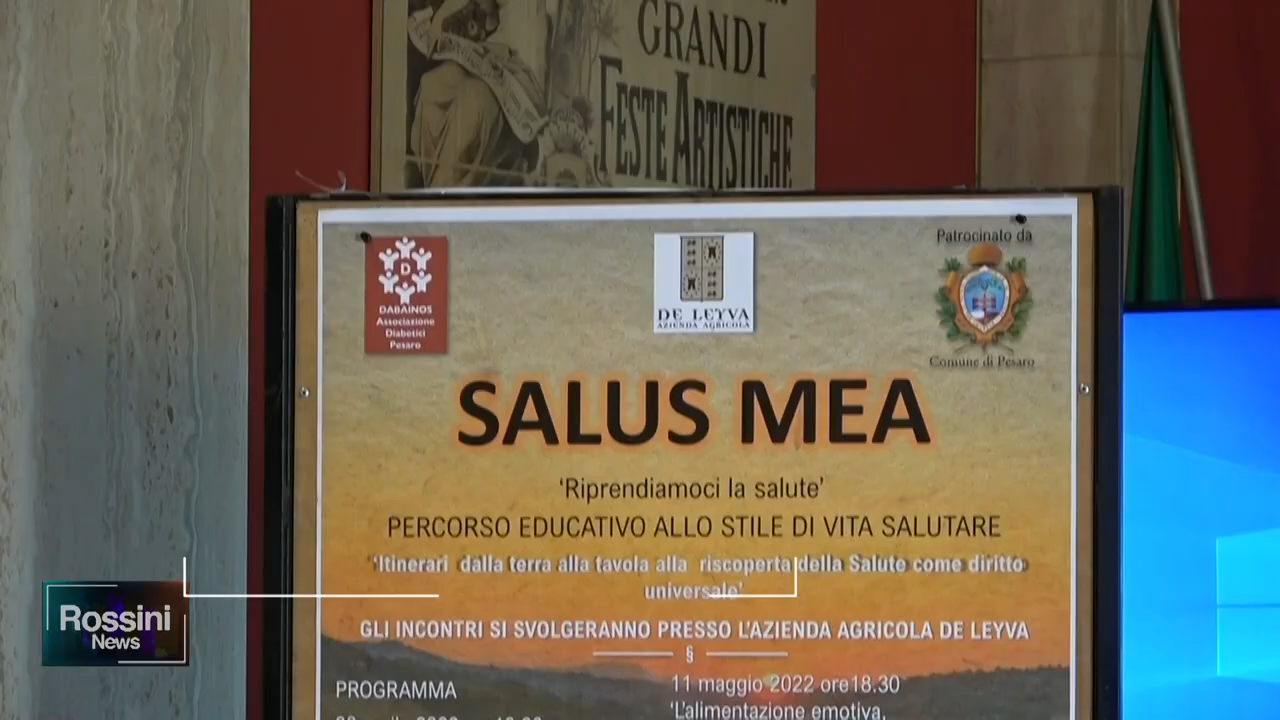 GRANDI
FESTE ARTISTICHE
Patrocinato da
D
DABAINOS
Associazione
Diabetici
Pesaro
DE LEYVA
AZIENDA AGRICOLA
Comune di Pesaro
SALUS MEA
‘Riprendiamoci la salute’
PERCORSO EDUCATIVO ALLO STILE DI VITA SALUTARE
‘Itinerari dalla terra alla tavola alla riscoperta della Salute come diritto
universale’
GLI INCONTRI SI SVOLGERANNO PRESSO L’AZIENDA AGRICOLA DE LEYVA
§
PROGRAMMA
11 maggio 2022 ore18.30
‘L’alimentazione emotiva,
Rossini
News